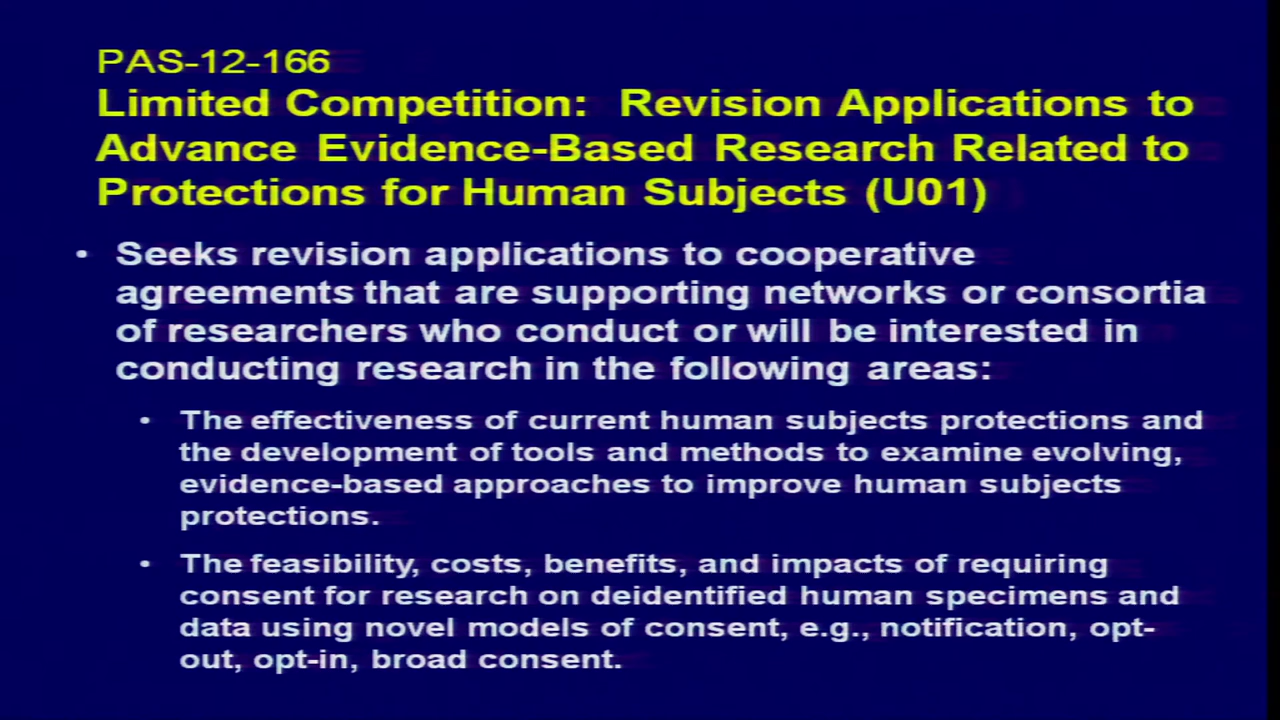 PAS-12-166
Limited Competition: Revision Applications to
Advance Evidence-Based Research Related to
Protections for Human Subjects (U01)
• Seeks revision applications to cooperative
agreements that are supporting networks or consortia
of researchers who conduct or will be interested in
conducting research in the following areas:
• The effectiveness of current human subjects protections and
the development of tools and methods to examine evolving,
evidence-based approaches to improve human subjects
protections.
• The feasibility, costs, benefits, and impacts of requiring
consent for research on deidentified human specimens and
data using novel models of consent, e.g., notification, opt-
out, opt-in, broad consent.